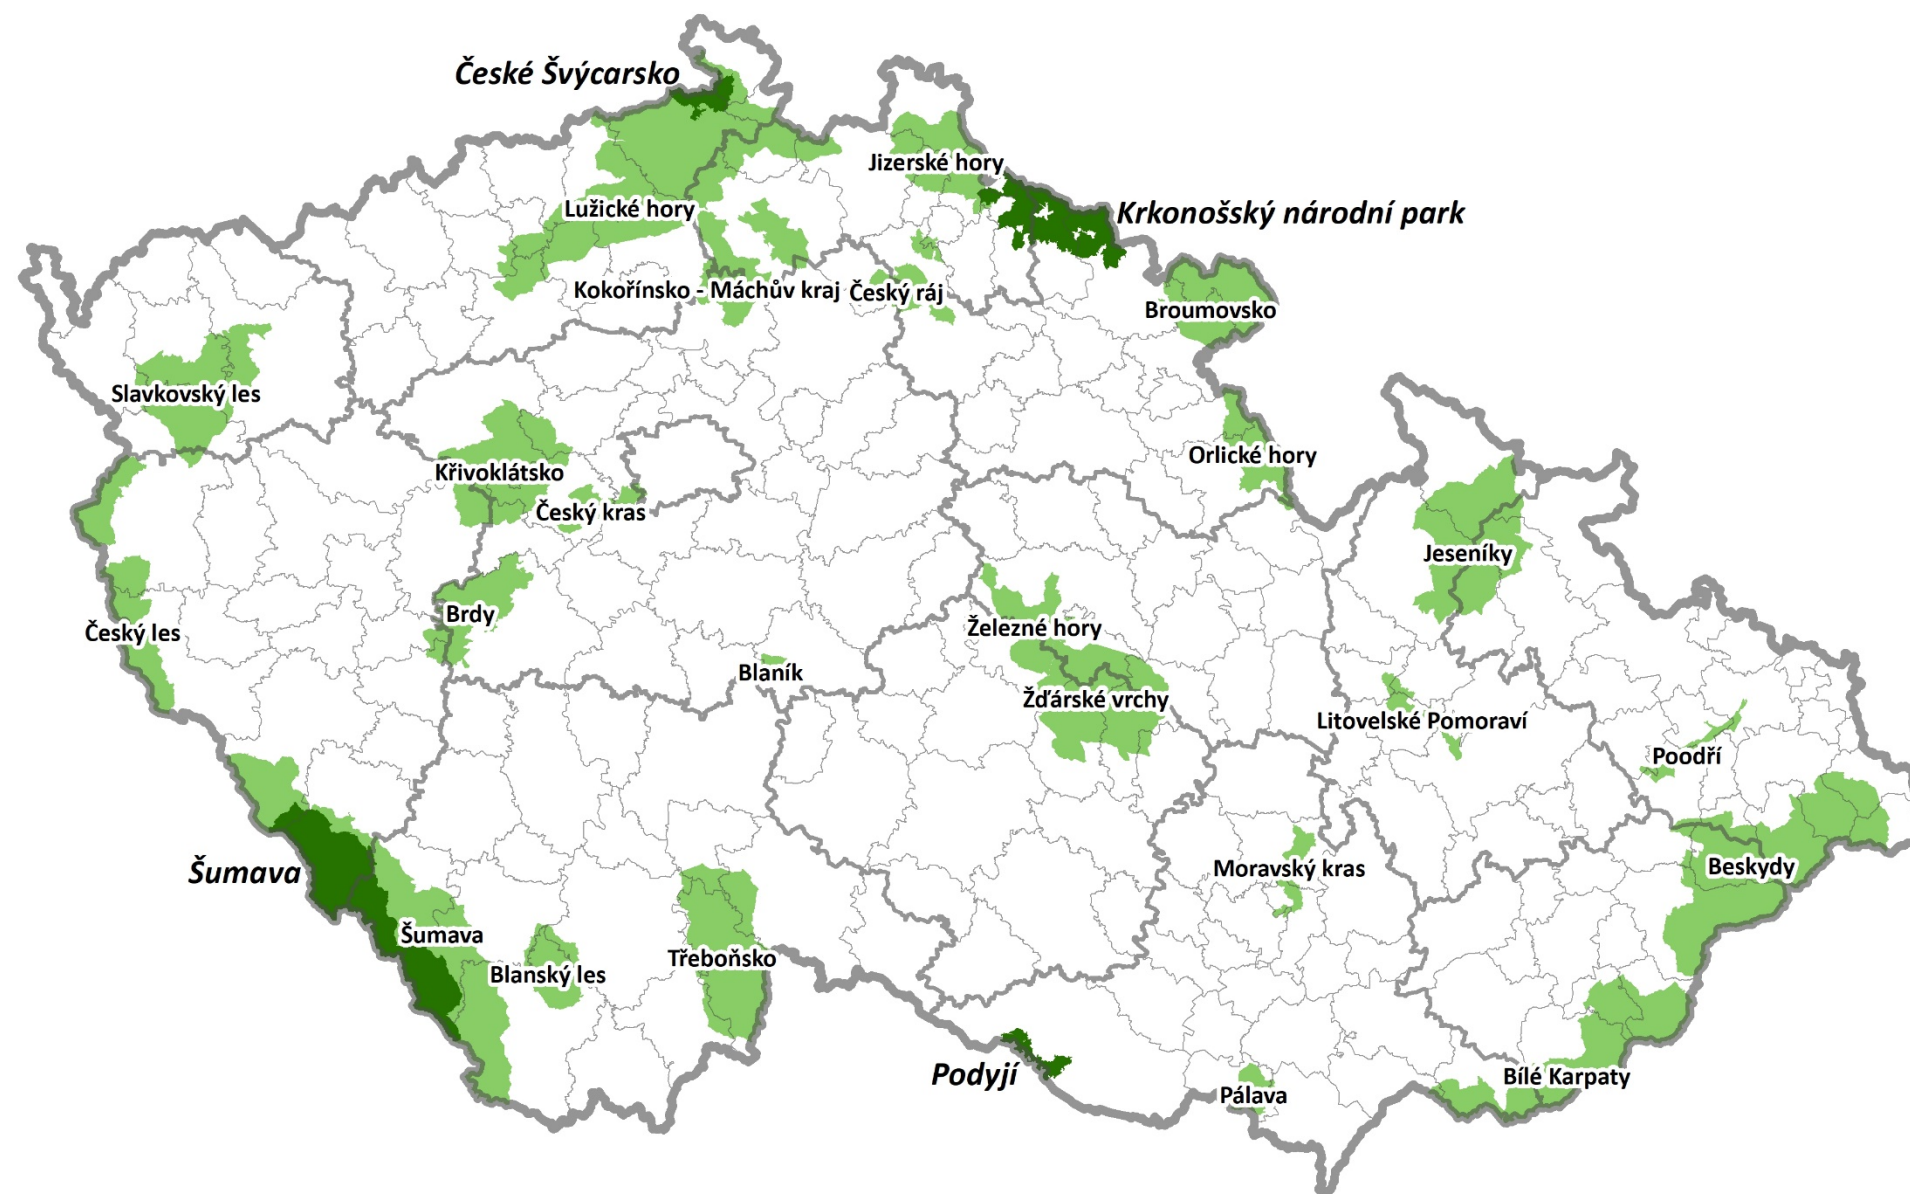 České Švýcarsko
Jizerské hory
Lužické hory
Krkonošský národní park
Kokořínsko - Máchův kraj
Český ráj
Broumovsko
Slavkovský les
Křivoklátsko
Orlické hory
Český kras
Jeseníky
Brdy
Český les
Železné hory
Blaník
Žďárské vrchy
Litovelské Pomoraví
Poodří
Šumava
Moravský kras
Beskydy
Šumava
Blanský les
Třeboňsko
Podyjí
Pálava
Bílé Karpaty